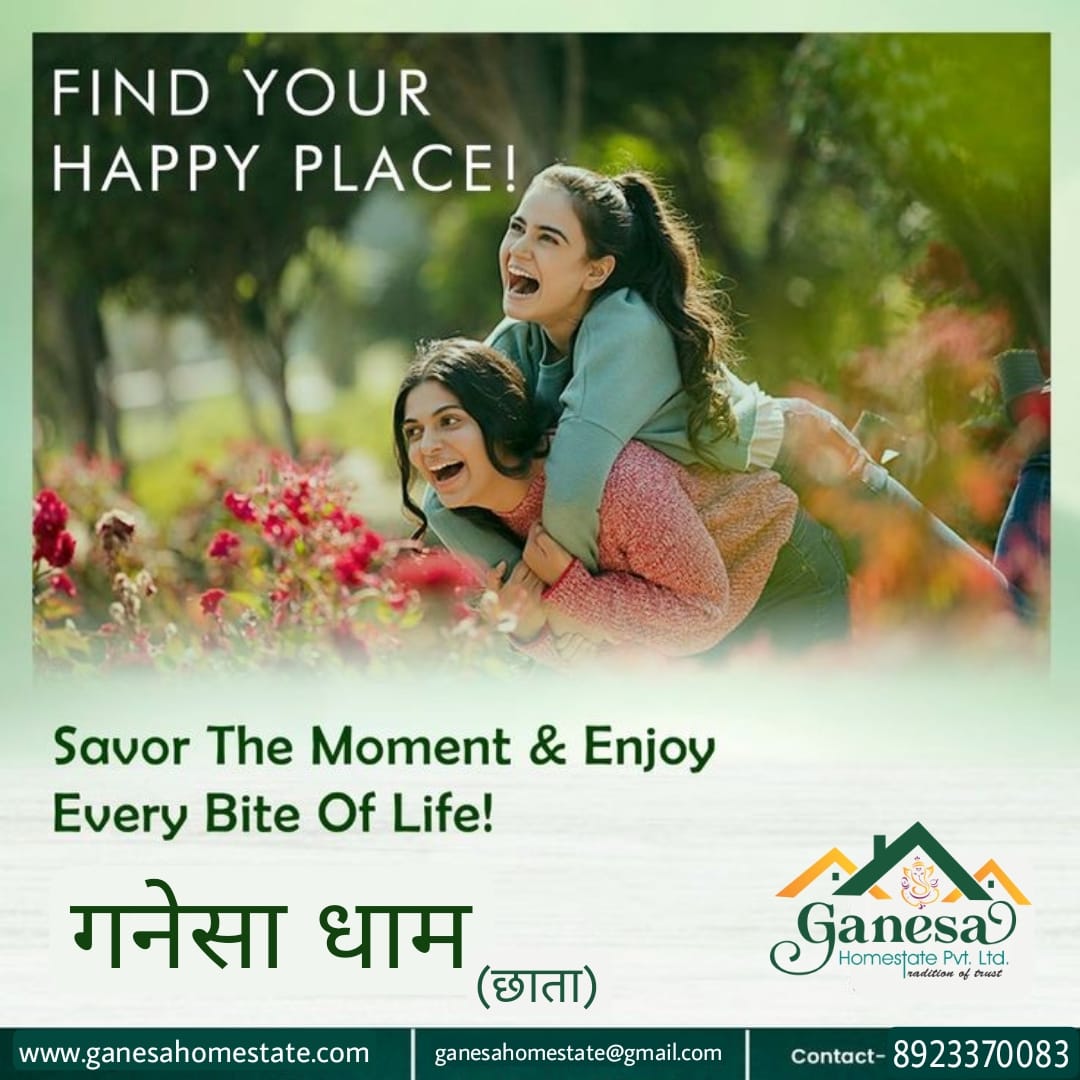 FIND YOUR
HAPPY PLACE!
Savor The Moment & Enjoy
Every Bite Of Life!
गनेसा धाम
(छाता)
Ganesa
Homestate Pvt. Ltd.
Tradition of trust
www.ganesahomestate.com
ganesahomestate@gmail.com
Contact- 8923370083